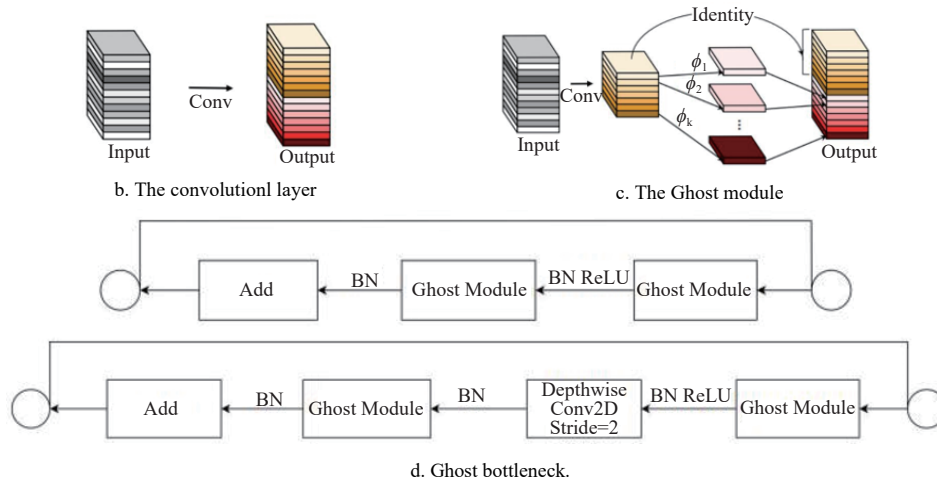 Conv
Input
Output
b. The convolutionl layer
Identity
Conv
ϕ1
ϕ2
ϕk
...
Input
Output
c. The Ghost module
Add
BN
Ghost Module
BN ReLU
Ghost Module
Add
BN
Ghost Module
BN
Depthwise
Conv2D
Stride=2
BN ReLU
Ghost Module
d. Ghost bottleneck.